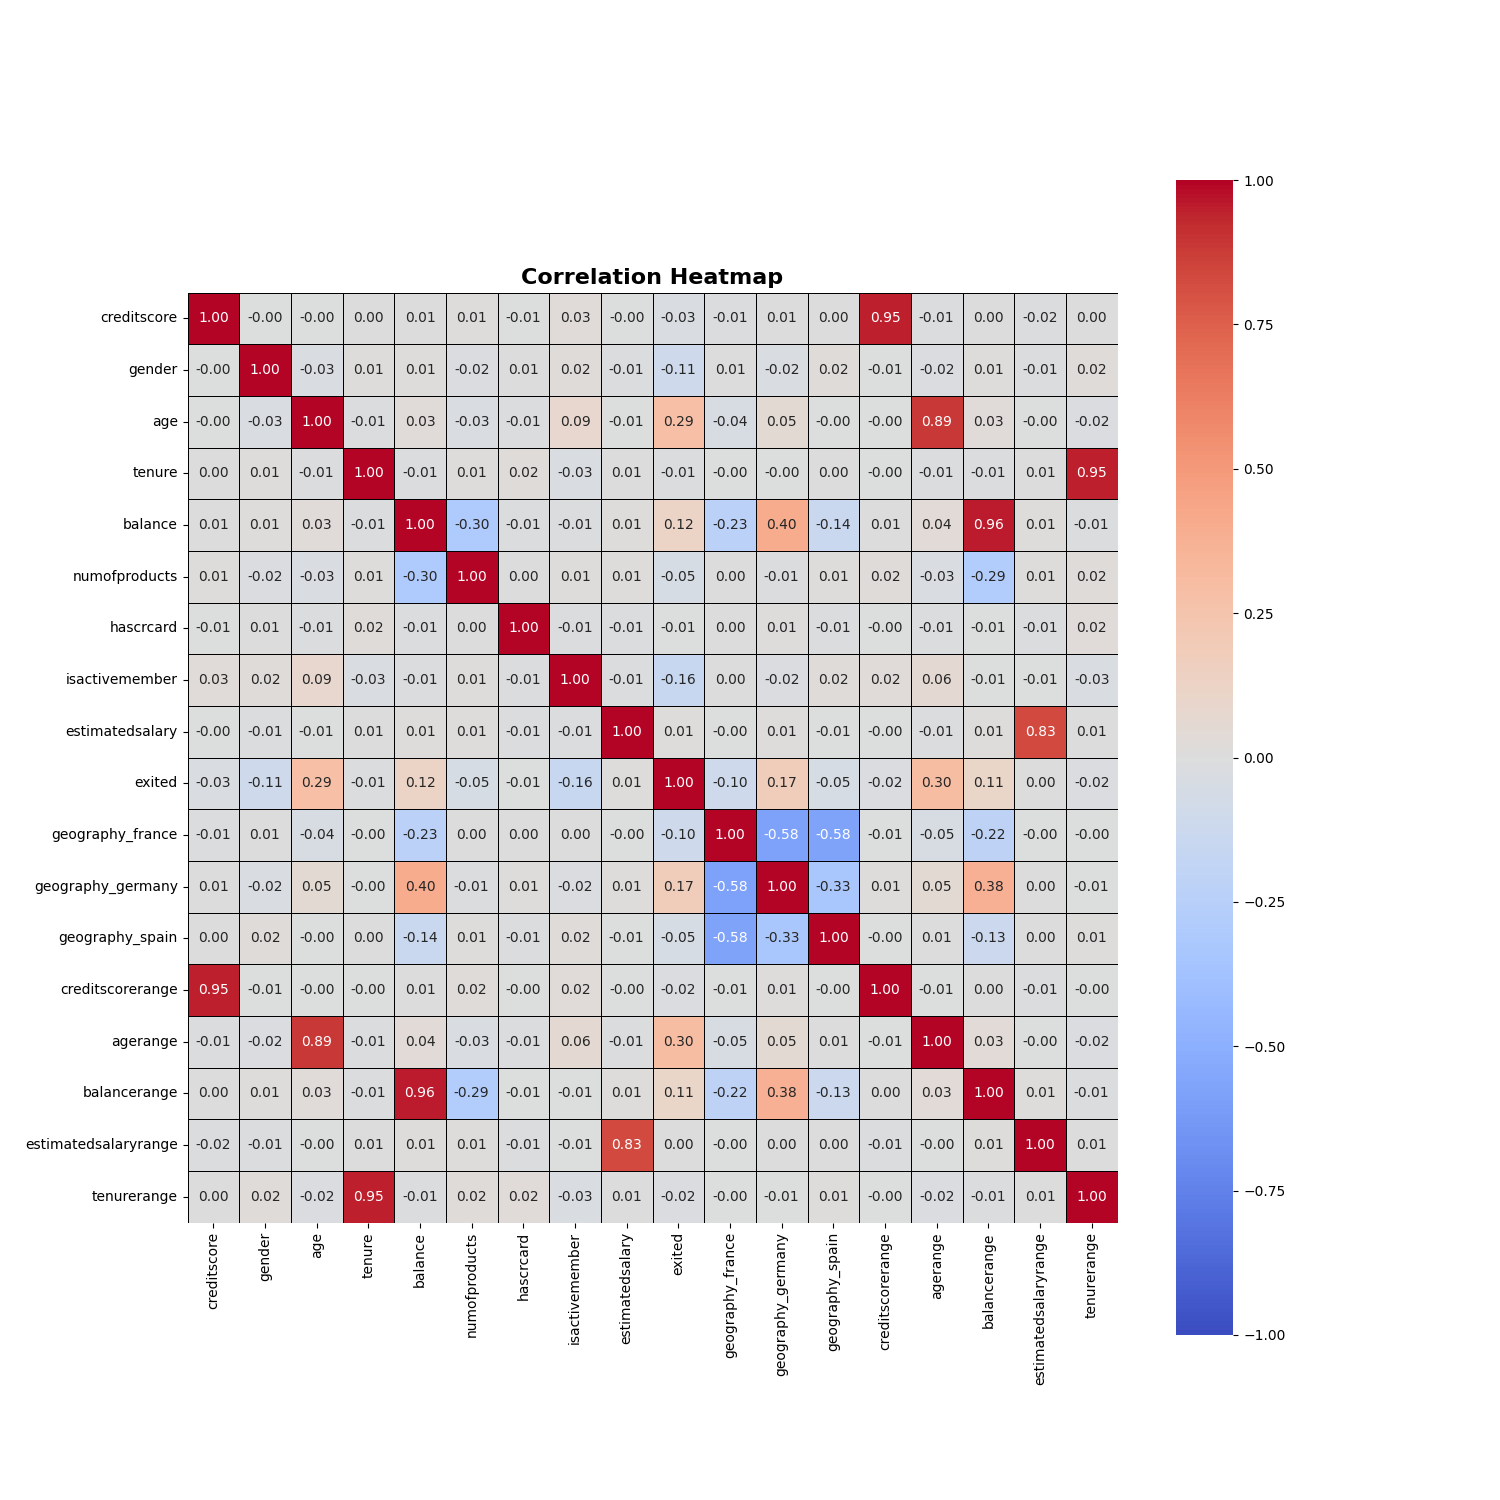 Correlation Heatmap
creditscore 1.00 -0.00 -0.00 0.00 0.01 0.01 -0.01 0.03 -0.00 -0.03 -0.01 0.01 0.00 0.95 -0.01 0.00 -0.02 0.00
gender -0.00 1.00 -0.03 0.01 0.01 -0.02 0.01 0.02 -0.01 -0.11 0.01 -0.02 0.02 -0.01 -0.02 0.01 -0.01 0.02
age -0.00 -0.03 1.00 -0.01 0.03 -0.03 -0.01 0.09 -0.01 0.29 -0.04 0.05 -0.00 -0.00 0.89 0.03 -0.00 -0.02
tenure 0.00 0.01 -0.01 1.00 -0.01 0.01 0.02 -0.03 0.01 -0.01 -0.00 -0.00 0.00 -0.00 -0.01 -0.01 0.01 0.95
balance 0.01 0.01 0.03 -0.01 1.00 -0.30 -0.01 -0.01 0.01 0.12 -0.23 0.40 -0.14 0.01 0.04 0.96 0.01 -0.01
numofproducts 0.01 -0.02 -0.03 0.01 -0.30 1.00 0.00 0.01 0.01 -0.05 0.00 -0.01 0.01 0.02 -0.03 -0.29 0.01 0.02
hascrcard -0.01 0.01 -0.01 0.02 -0.01 0.00 1.00 -0.01 -0.01 -0.01 0.00 0.01 -0.01 -0.00 -0.01 -0.01 -0.01 0.02
isactivemember 0.03 0.02 0.09 -0.03 -0.01 0.01 -0.01 1.00 -0.01 -0.16 0.00 -0.02 0.02 0.02 0.06 -0.01 -0.01 -0.03
estimatedsalary -0.00 -0.01 -0.01 0.01 0.01 0.01 -0.01 -0.01 1.00 0.01 -0.00 0.01 -0.01 -0.00 -0.01 0.01 0.83 0.01
exited -0.03 -0.11 0.29 -0.01 0.12 -0.05 -0.01 -0.16 0.01 1.00 -0.10 0.17 -0.05 -0.02 0.30 0.11 0.00 -0.02
geography_france -0.01 0.01 -0.04 -0.00 -0.23 0.00 0.00 0.00 -0.00 -0.10 1.00 -0.58 -0.58 -0.01 -0.05 -0.22 -0.00 -0.00
geography_germany 0.01 -0.02 0.05 -0.00 0.40 -0.01 0.01 -0.02 0.01 0.17 -0.58 1.00 -0.33 0.01 0.05 0.38 0.00 -0.01
geography_spain 0.00 0.02 -0.00 0.00 -0.14 0.01 -0.01 0.02 -0.01 -0.05 -0.58 -0.33 1.00 -0.00 0.01 -0.13 0.00 0.01
creditscorerange 0.95 -0.01 -0.00 -0.00 0.01 0.02 -0.00 0.02 -0.00 -0.02 -0.01 0.01 -0.00 1.00 -0.01 0.00 -0.01 -0.00
agerange -0.01 -0.02 0.89 -0.01 0.04 -0.03 -0.01 0.06 -0.01 0.30 -0.05 0.05 0.01 -0.01 1.00 0.03 -0.00 -0.02
balancerange 0.00 0.01 0.03 -0.01 0.96 -0.29 -0.01 -0.01 0.01 0.11 -0.22 0.38 -0.13 0.00 0.03 1.00 0.01 -0.01
estimatedsalaryrange -0.02 -0.01 -0.00 0.01 0.01 0.01 -0.01 -0.01 0.83 0.00 -0.00 0.00 0.00 -0.01 -0.00 0.01 1.00 0.01
tenurerange 0.00 0.02 -0.02 0.95 -0.01 0.02 0.02 -0.03 0.01 -0.02 -0.00 -0.01 0.01 -0.00 -0.02 -0.01 0.01 1.00
creditscore
gender
age
tenure
balance
numofproducts
hascrcard
isactivemember
estimatedsalary
exited
geography_france
geography_germany
geography_spain
creditscorerange
agerange
balancerange
estimatedsalaryrange
tenurerange
1.00
0.75
0.50
0.25
0.00
−0.25
−0.50
−0.75
−1.00